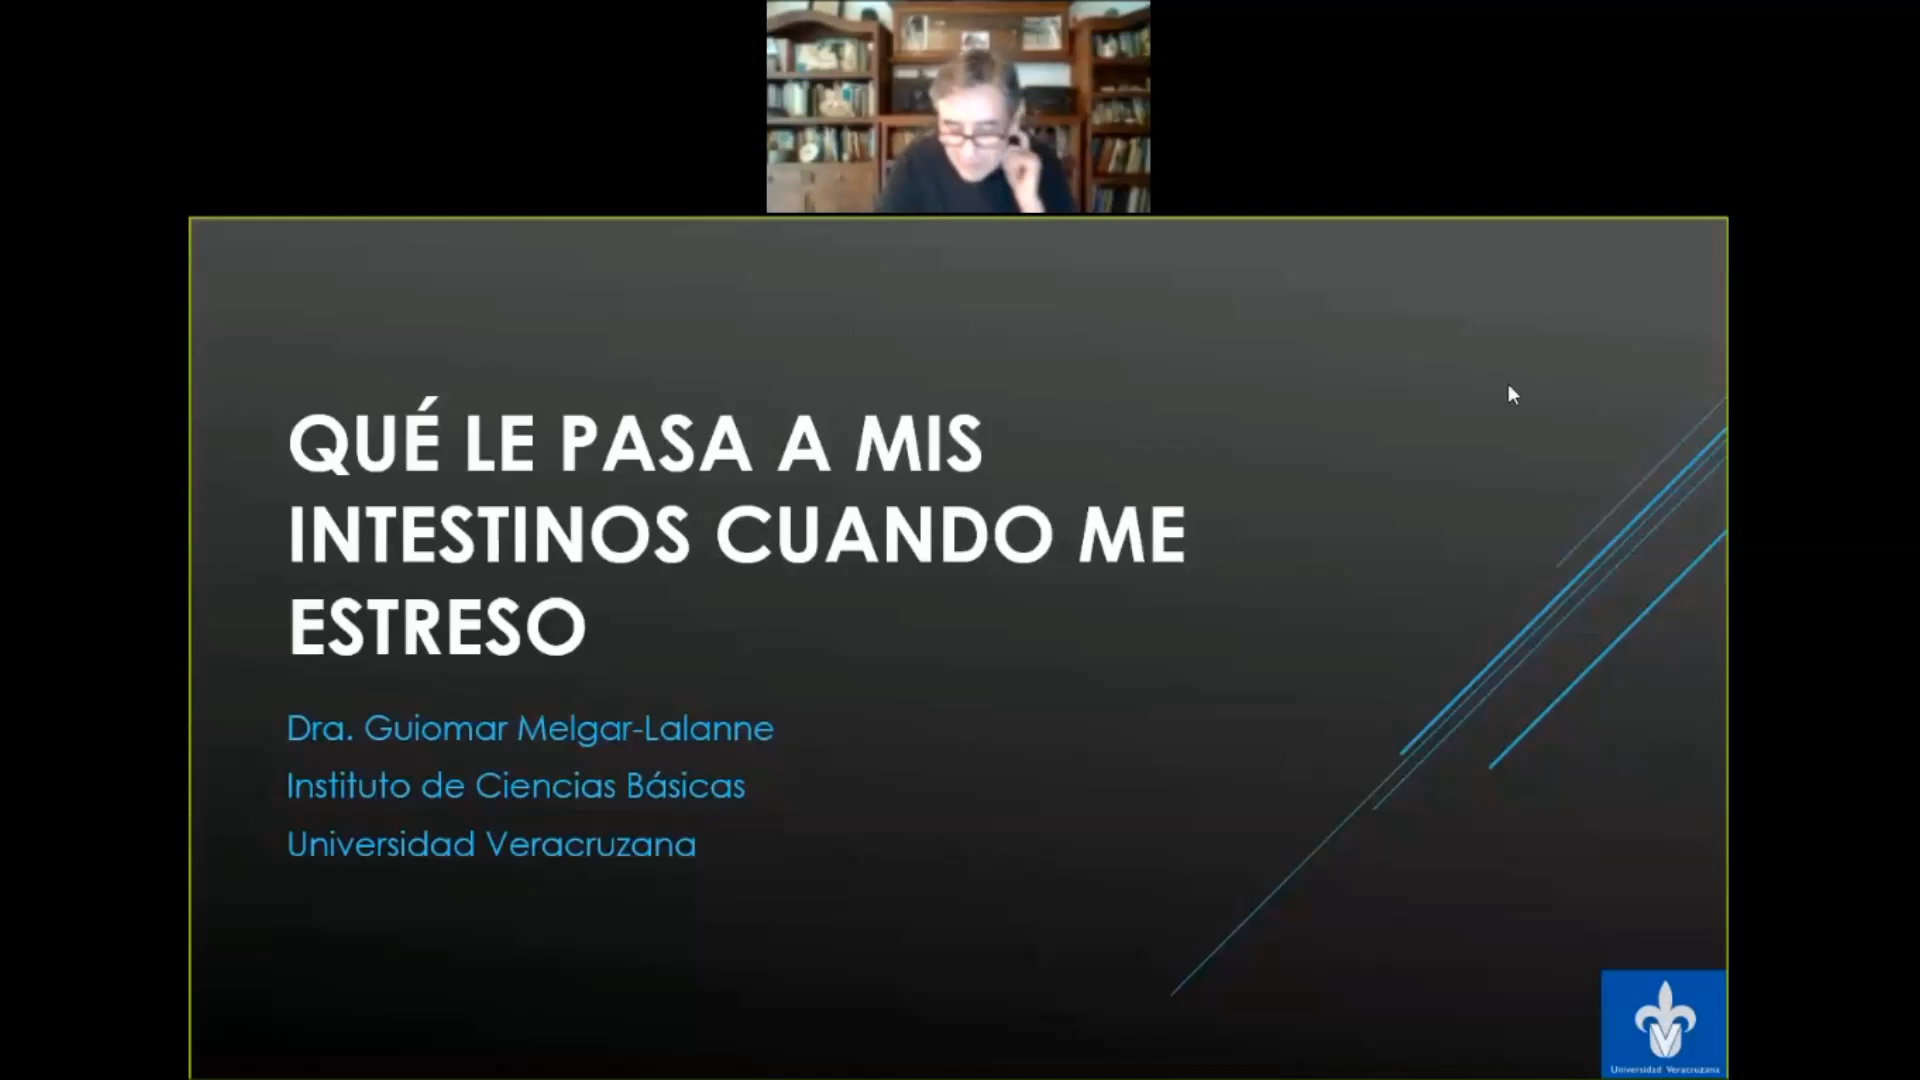 QUÉ LE PASA A MIS
INTESTINOS CUANDO ME
ESTRESO
Dra. Guiomar Melgar-Lalanne
Instituto de Ciencias Básicas
Universidad Veracruzana
Universidad Veracruzana